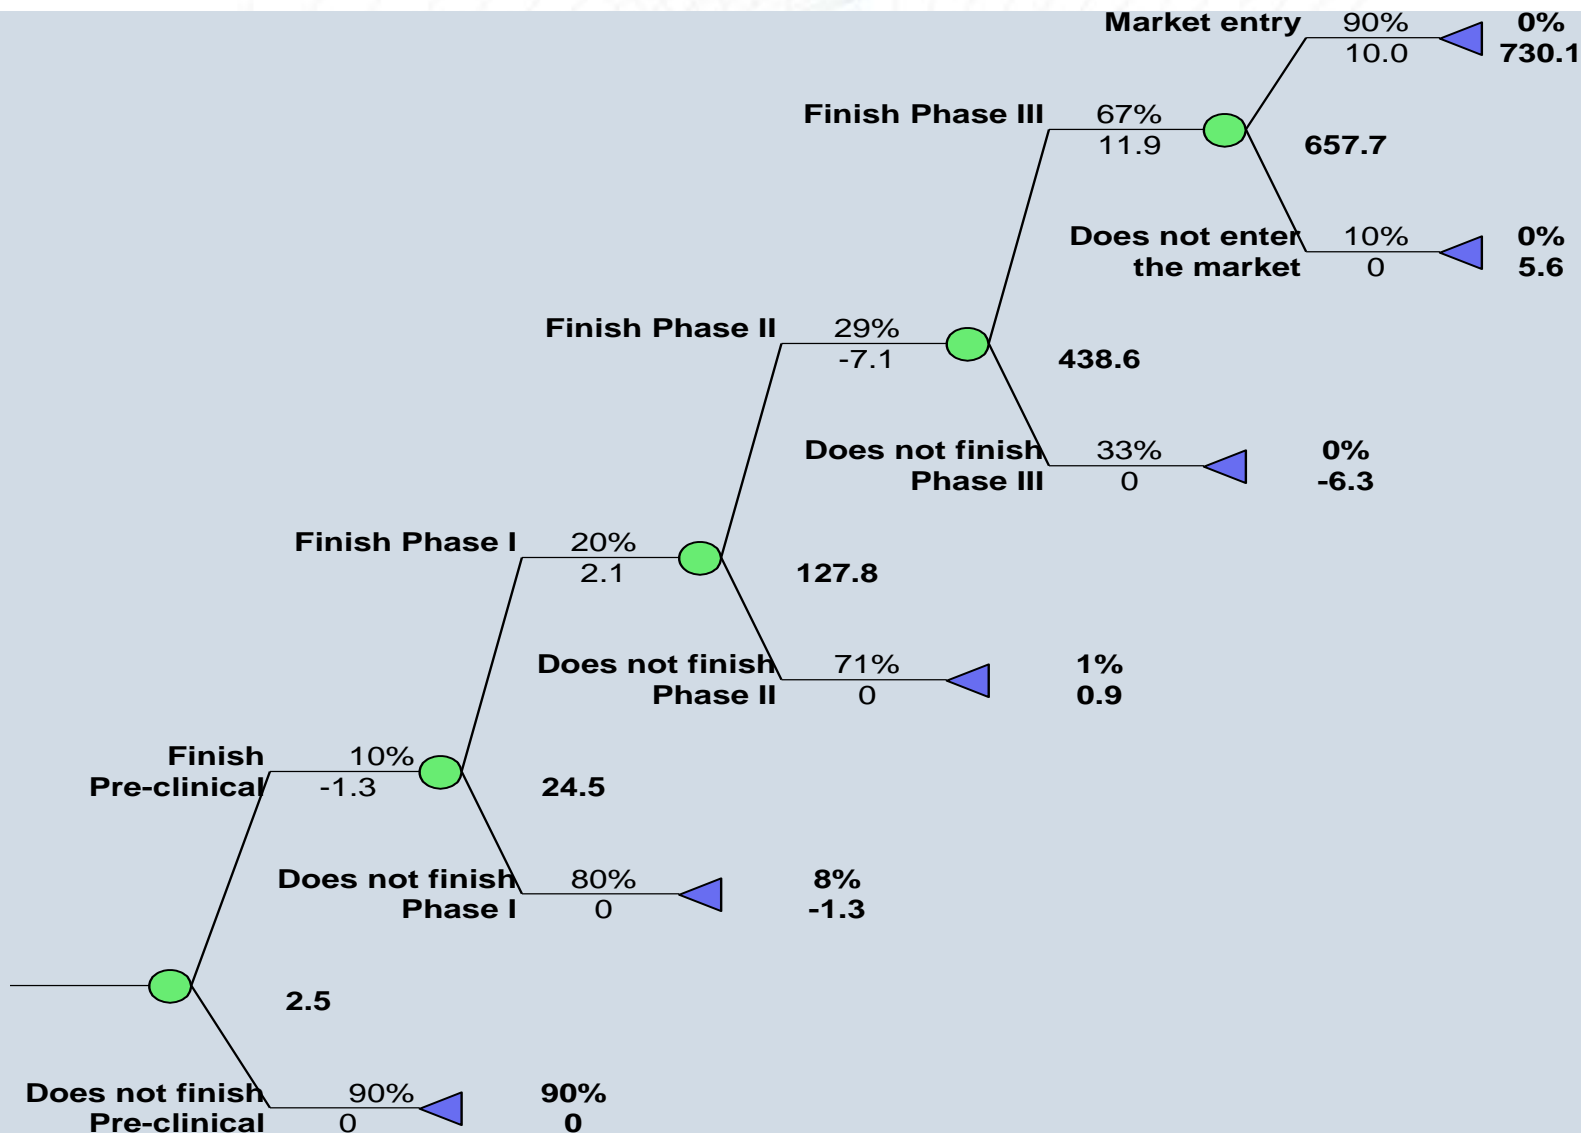 Market entry 90% 0%
10.0 730.1
Finish Phase III 67%
11.9 657.7
Does not enter 10% 0%
the market 0 5.6
Finish Phase II 29%
-7.1 438.6
Does not finish 33% 0%
Phase III 0 -6.3
Finish Phase I 20%
2.1 127.8
Does not finish 71% 1%
Phase II 0 0.9
Finish 10%
Pre-clinical -1.3 24.5
Does not finish 80% 8%
Phase I 0 -1.3
2.5
Does not finish 90% 90%
Pre-clinical 0 0